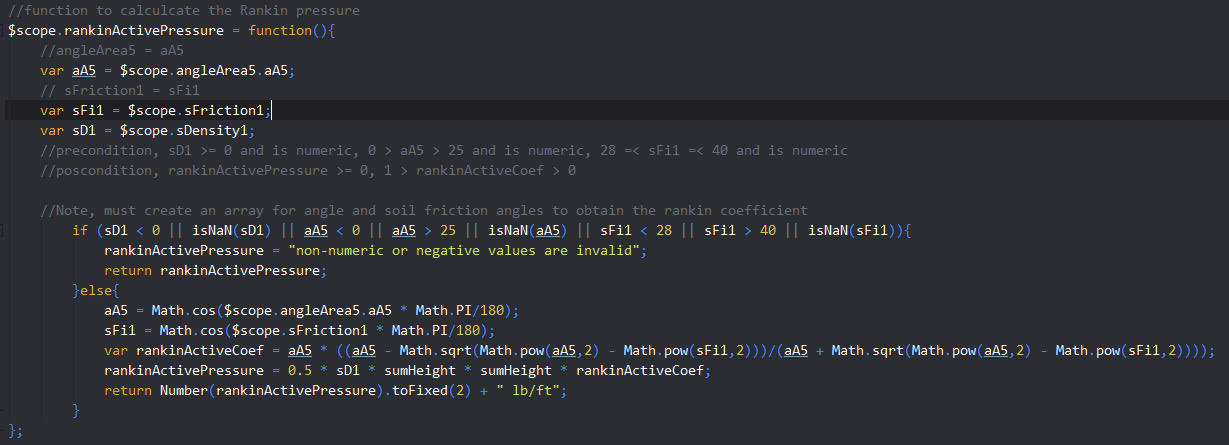 //function to calculcate the Rankin pressure
$scope.rankinActivePressure = function(){
//angleArea5 = aA5
var aA5 = $scope.angleArea5.aA5;
// sFriction1 = sFi1
var sFi1 = $scope.sFriction1;
var sD1 = $scope.sDensity1;
//precondition, sD1 >= 0 and is numeric, 0 > aA5 > 25 and is numeric, 28 =< sFi1 =< 40 and is numeric
//poscondition, rankinActivePressure >= 0, 1 > rankinActiveCoef > 0
//Note, must create an array for angle and soil friction angles to obtain the rankin coefficient
if (sD1 < 0 || isNaN(sD1) || aA5 < 0 || aA5 > 25 || isNaN(aA5) || sFi1 < 28 || sFi1 > 40 || isNaN(sFi1)){
rankinActivePressure = "non-numeric or negative values are invalid";
return rankinActivePressure;
}else{
aA5 = Math.cos($scope.angleArea5.aA5 * Math.PI/180);
sFi1 = Math.cos($scope.sFriction1 * Math.PI/180);
var rankinActiveCoef = aA5 * ((aA5 - Math.sqrt(Math.pow(aA5,2) - Math.pow(sFi1,2)))/(aA5 + Math.sqrt(Math.pow(aA5,2) - Math.pow(sFi1,2))));
rankinActivePressure = 0.5 * sD1 * sumHeight * sumHeight * rankinActiveCoef;
return Number(rankinActivePressure).toFixed(2) + " lb/ft";
}
};